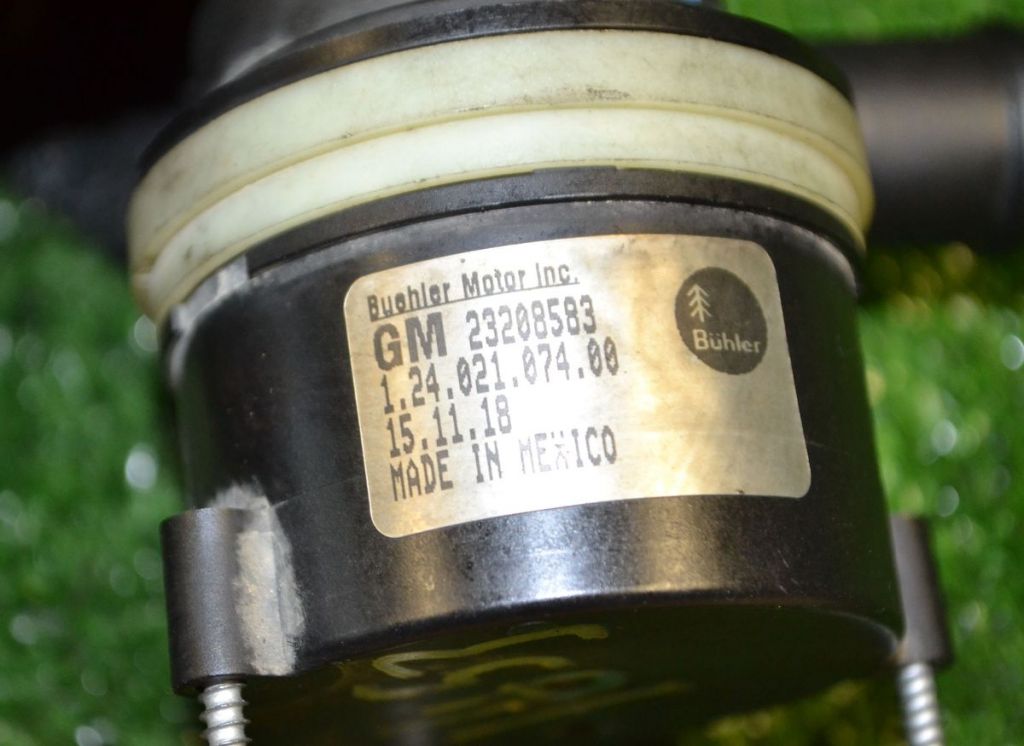 Buehler Motor Inc.
GM 23208583
1.24.021.074.00
15.11.18
MADE IN MEXICO
Bühler